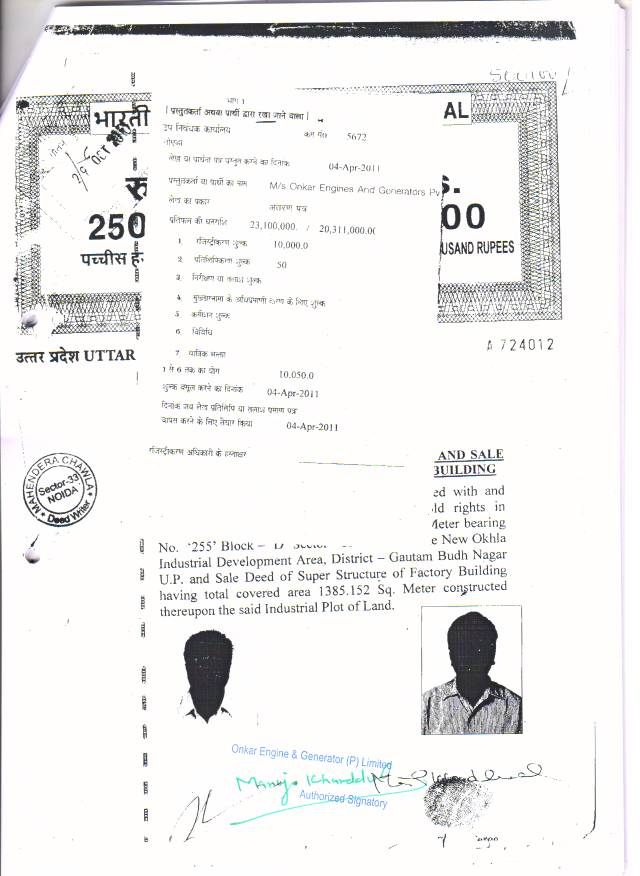 भाग 1
प्रस्तुतकर्ता अथवा प्रार्थी द्वारा रखा जाने वाला
उप निबंधक कार्यालय
क्रम सं० 5672
नोएडा
लेख या प्रार्थना पत्र प्रस्तुत करने का दिनांक 04-Apr-2011
प्रस्तुतकर्ता या प्रार्थी का नाम M/s Onkar Engines And Generators Pv
लेख का प्रकार अंतरण पत्र
प्रतिफल की धनराशि 23,100,000. / 20,311,000.00
1. रजिस्ट्रीकरण शुल्क 10,000.0
2. प्रतिलिपिकरण शुल्क 50
3. निरीक्षण या तलाश शुल्क
4. मुख्तारनामा के अधिप्रमाणी करण के लिए शुल्क
5. कमीशन शुल्क
6. विविध
7. यात्रिक भत्ता
1 से 6 तक का योग 10.050.0
शुल्क वसूल करने का दिनांक 04-Apr-2011
दिनांक जब लेख प्रतिलिपि या तलाश प्रमाण पत्र
वापस करने के लिए तैयार किया 04-Apr-2011
रजिस्ट्रीकरण अधिकारी के हस्ताक्षर
भारती
AL
रु
250
00
पच्चीस ह
USAND RUPEES
उत्तर प्रदेश UTTAR
A 724012
AND SALE
BUILDING
ed with and
ld rights in
Meter bearing
e New Okhla
No. '255' Block –
Industrial Development Area, District – Gautam Budh Nagar
U.P. and Sale Deed of Super Structure of Factory Building
having total covered area 1385.152 Sq. Meter constructed
thereupon the said Industrial Plot of Land.
MAHENDERA CHAWLA
Sector-33
NOIDA
Deed Writer
Onkar Engine & Generator (P) Limited
Authorized Signatory